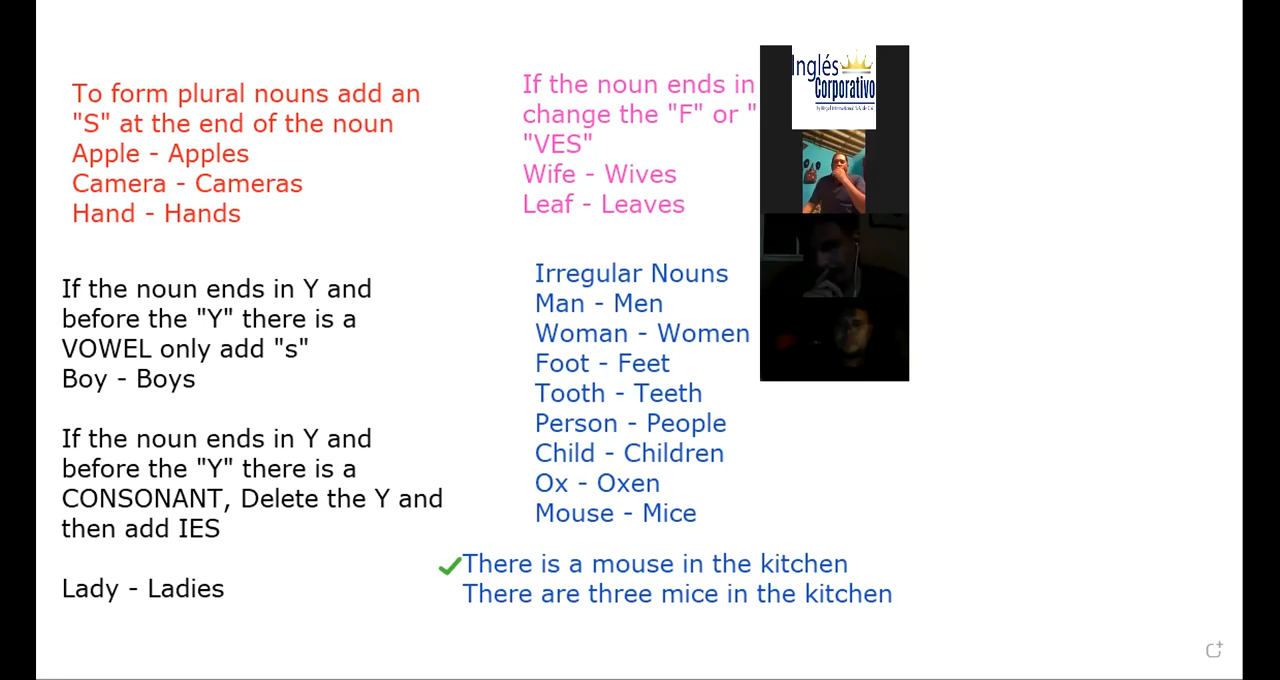 To form plural nouns add an
"S" at the end of the noun
Apple - Apples
Camera - Cameras
Hand - Hands
If the noun ends in Y and
before the "Y" there is a
VOWEL only add "s"
Boy - Boys
If the noun ends in Y and
before the "Y" there is a
CONSONANT, Delete the Y and
then add IES
Lady - Ladies
If the noun ends in
change the "F" or "
"VES"
Wife - Wives
Leaf - Leaves
Irregular Nouns
Man - Men
Woman - Women
Foot - Feet
Tooth - Teeth
Person - People
Child - Children
Ox - Oxen
Mouse - Mice
There is a mouse in the kitchen
There are three mice in the kitchen
Inglés
Corporativo